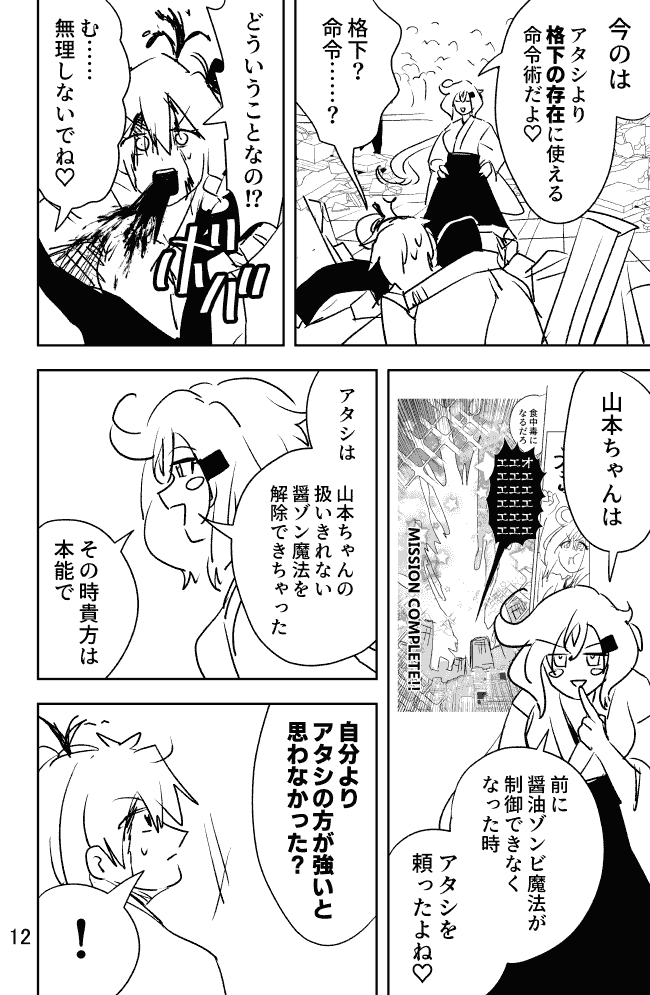 今のは
アタシより
格下の存在に使える
命令術だよ♡
格下？
命令……？
どういうことなの!?
ボゾボゾ
む……
無理しないでね♡
山本ちゃんは
食中毒に
なるだろ
オエエエエエエ
エエエエエエエ
エエエエエエエ
MISSION COMPLETE!!
前に
醤油ゾンビ魔法が
制御できなく
なった時
アタシを
頼ったよね♡
アタシは
山本ちゃんの
扱いきれない
醤ゾン魔法を
解除できちゃった
その時貴方は
本能で
自分より
アタシの方が強いと
思わなかった？
！
12